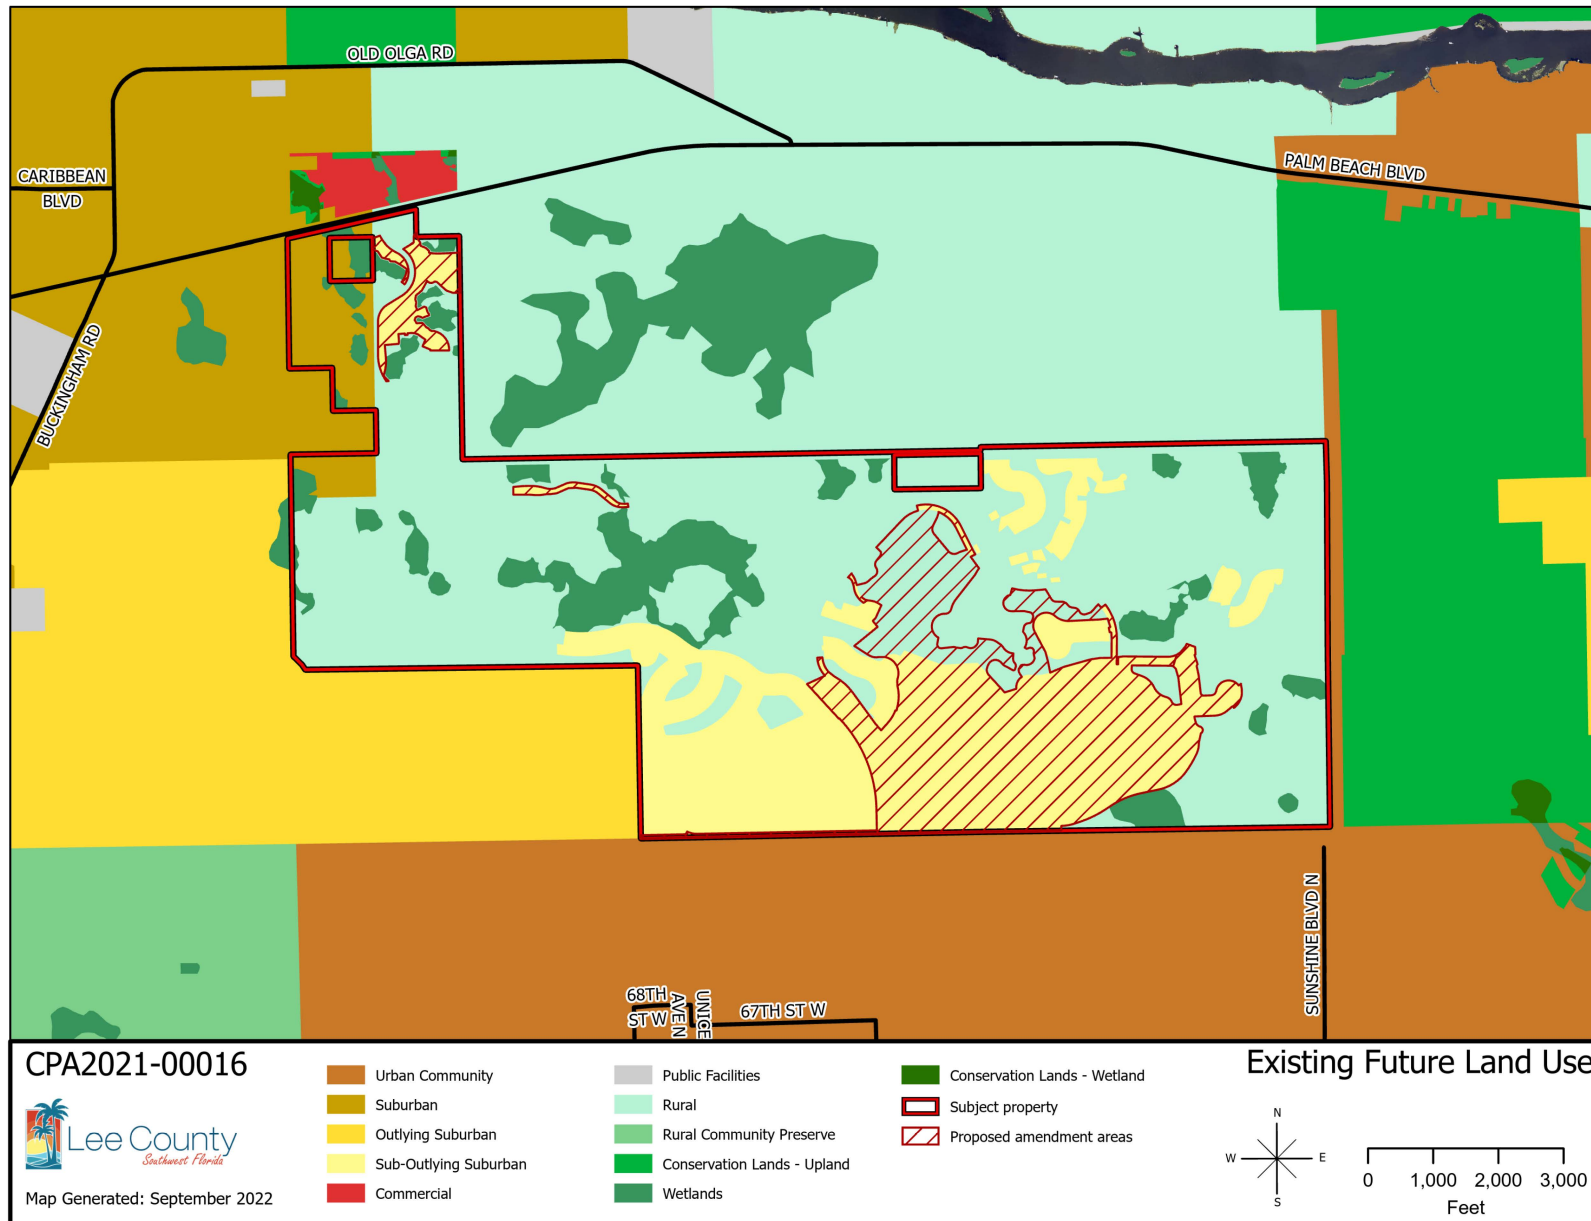 OLD OLGA RD
CARIBBEAN
BLVD
PALM BEACH BLVD
BUCKINGHAM RD
SUNSHINE BLVD N
68TH
ST W
UNICE
AVE N
67TH ST W
CPA2021-00016
Lee County
Southwest Florida
Map Generated: September 2022
Urban Community
Suburban
Outlying Suburban
Sub-Outlying Suburban
Commercial
Public Facilities
Rural
Rural Community Preserve
Conservation Lands - Upland
Wetlands
Conservation Lands - Wetland
Subject property
Proposed amendment areas
Existing Future Land Use
N
W
E
S
0 1,000 2,000 3,000
Feet